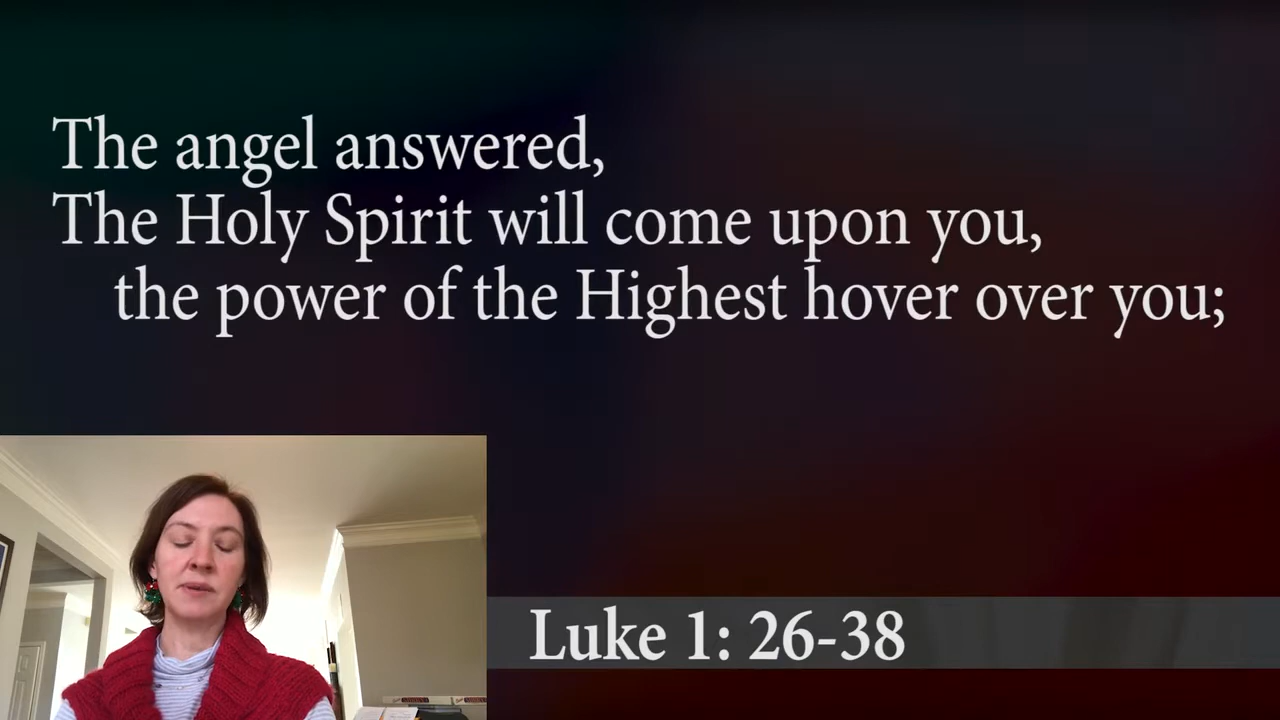 The angel answered,
The Holy Spirit will come upon you,
the power of the Highest hover over you;
Luke 1: 26-38